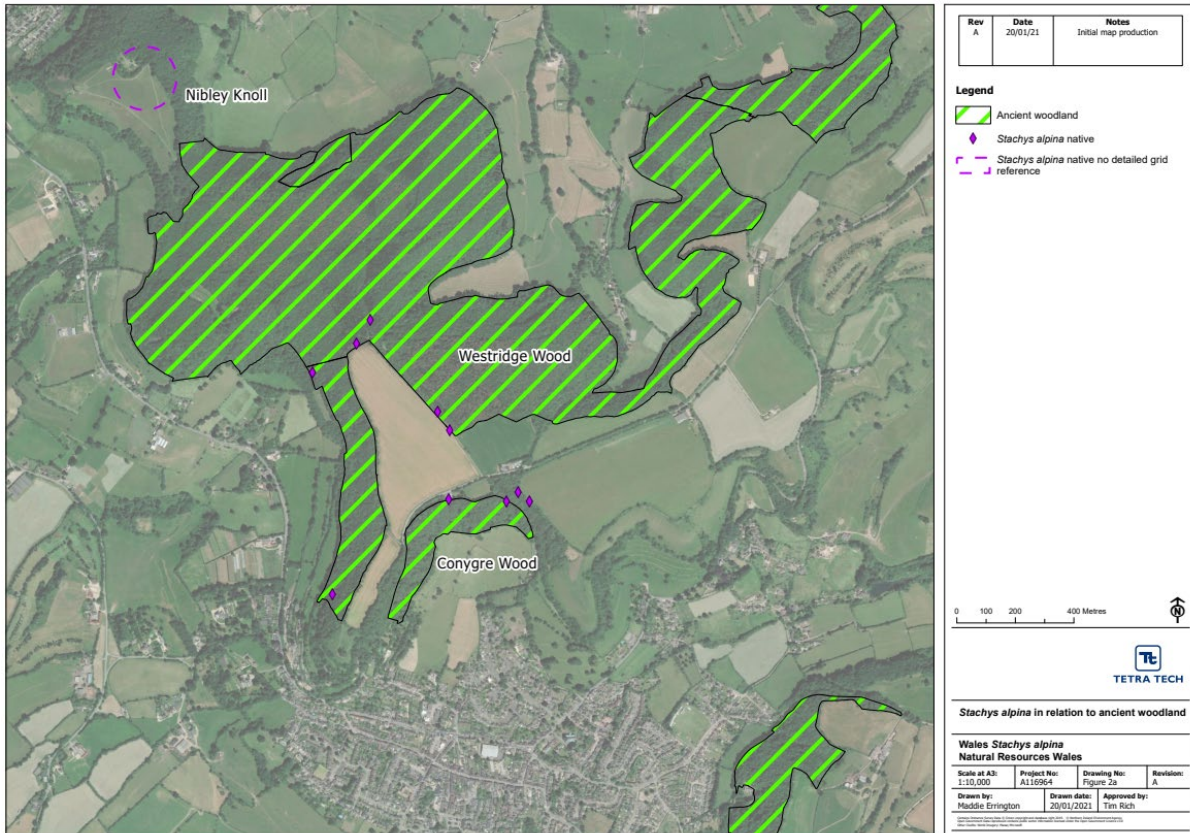 Nibley Knoll
Westridge Wood
Conygre Wood
Rev Date Notes
A 20/01/21 Initial map production
Legend
Ancient woodland
Stachys alpina native
Stachys alpina native no detailed grid
reference
0 100 200 400 Metres
N
Tt
TETRA TECH
Stachys alpina in relation to ancient woodland
Wales Stachys alpina
Natural Resources Wales
Scale at A3: Project No: Drawing No: Revision:
1:10,000 A116964 Figure 2a A
Drawn by: Drawn date: Approved by:
Maddie Errington 20/01/2021 Tim Rich